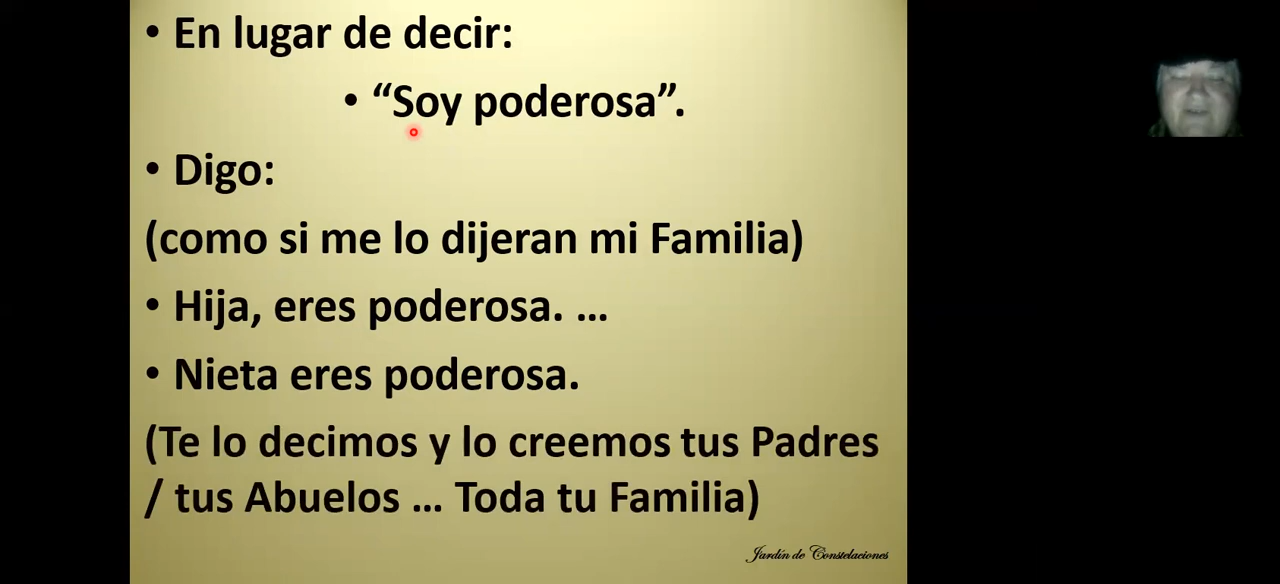 • En lugar de decir:
• “Soy poderosa”.
• Digo:
(como si me lo dijeran mi Familia)
• Hija, eres poderosa. ...
• Nieta eres poderosa.
(Te lo decimos y lo creemos tus Padres
/ tus Abuelos ... Toda tu Familia)
Jardín de Constelaciones